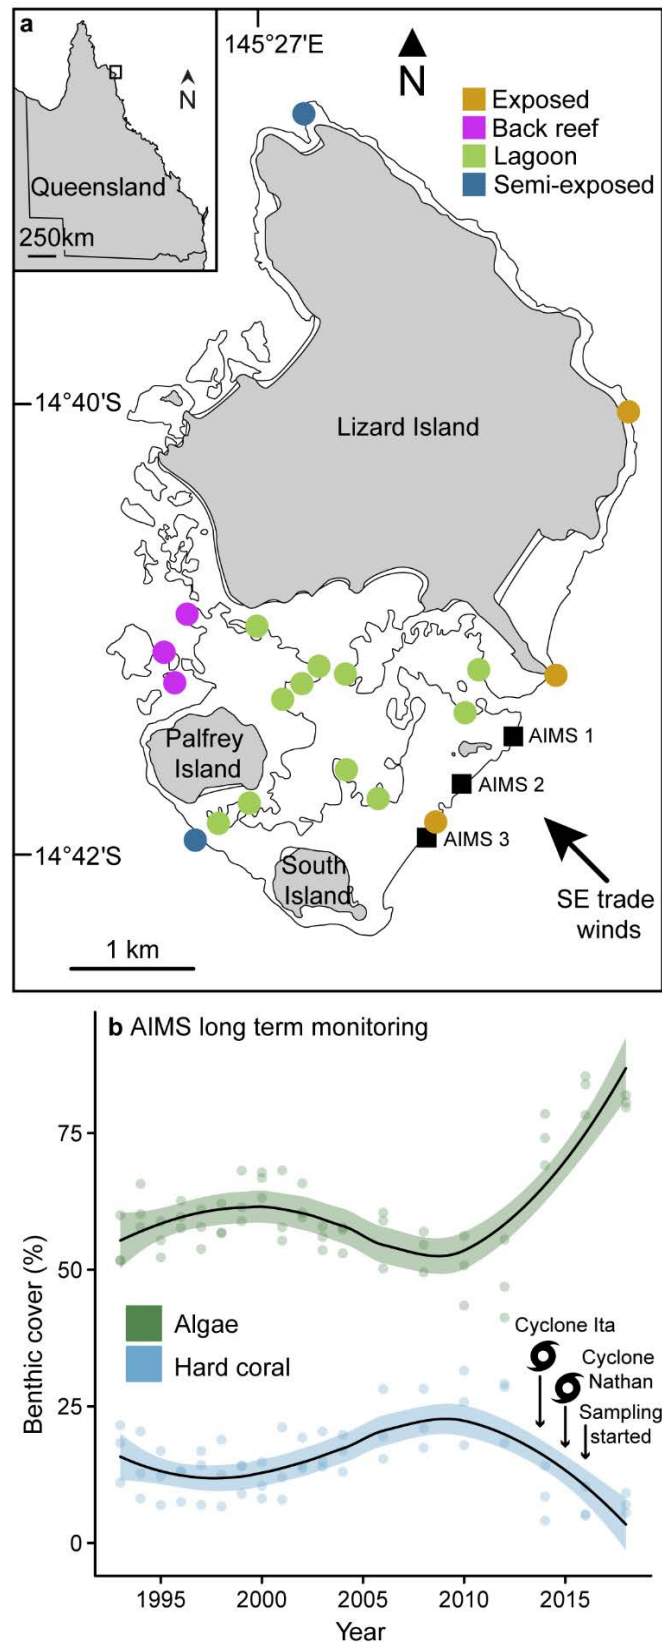 a
145°27'E
N
N
Exposed
Back reef
Lagoon
Semi-exposed
Queensland
250km
14°40'S
Lizard Island
Palfrey
Island
AIMS 1
AIMS 2
AIMS 3
14°42'S
South
Island
SE trade
winds
1 km
b AIMS long term monitoring
75
50
25
0
Benthic cover (%)
Algae
Hard coral
Cyclone Ita
Cyclone
Nathan
Sampling
started
1995 2000 2005 2010 2015
Year